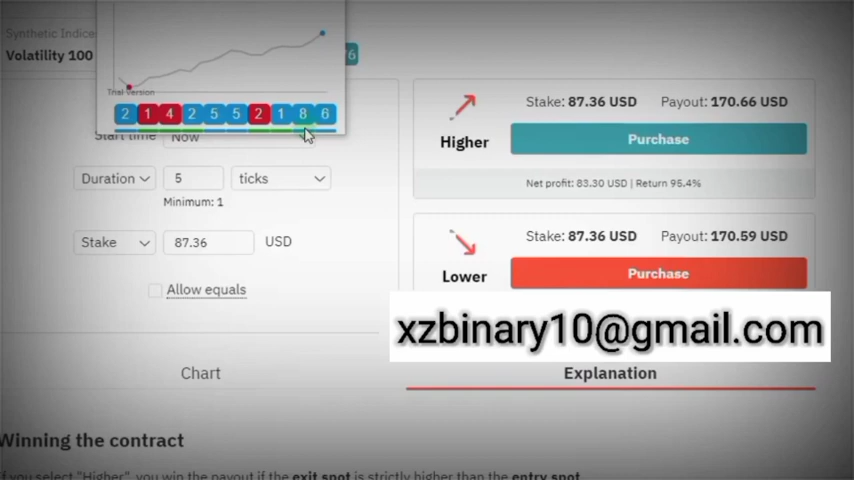 Synthetic Indice
Volatility 100
6
Trial Version
2 1 4 2 5 5 2 1 8 6
Start time Now
Duration 5 ticks
Minimum: 1
Stake 87.36 USD
Allow equals
Stake: 87.36 USD Payout: 170.66 USD
Higher
Purchase
Net profit: 83.30 USD | Return 95.4%
Stake: 87.36 USD Payout: 170.59 USD
Lower
Purchase
xzbinary10@gmail.com
Chart Explanation
Winning the contract
if you select "Higher", you win the payout if the exit spot is strictly higher than the entry spot.